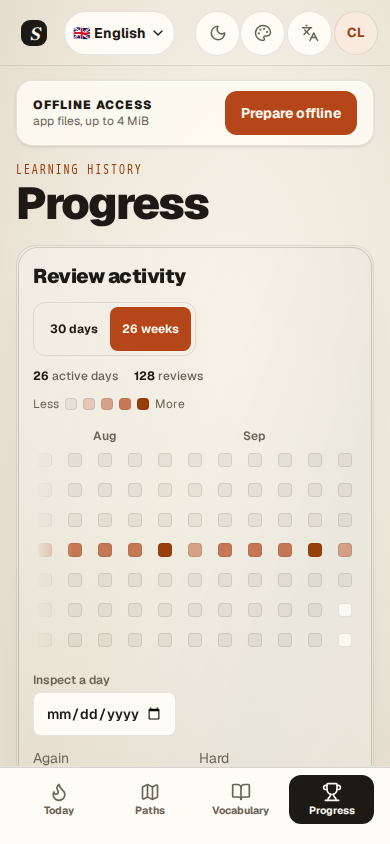 S
English
CL
OFFLINE ACCESS
app files, up to 4 MiB
Prepare offline
LEARNING HISTORY
Progress
Review activity
30 days
26 weeks
26 active days 128 reviews
Less More
Aug Sep
Inspect a day
mm/dd/yyyy
Again Hard
Today Paths Vocabulary Progress